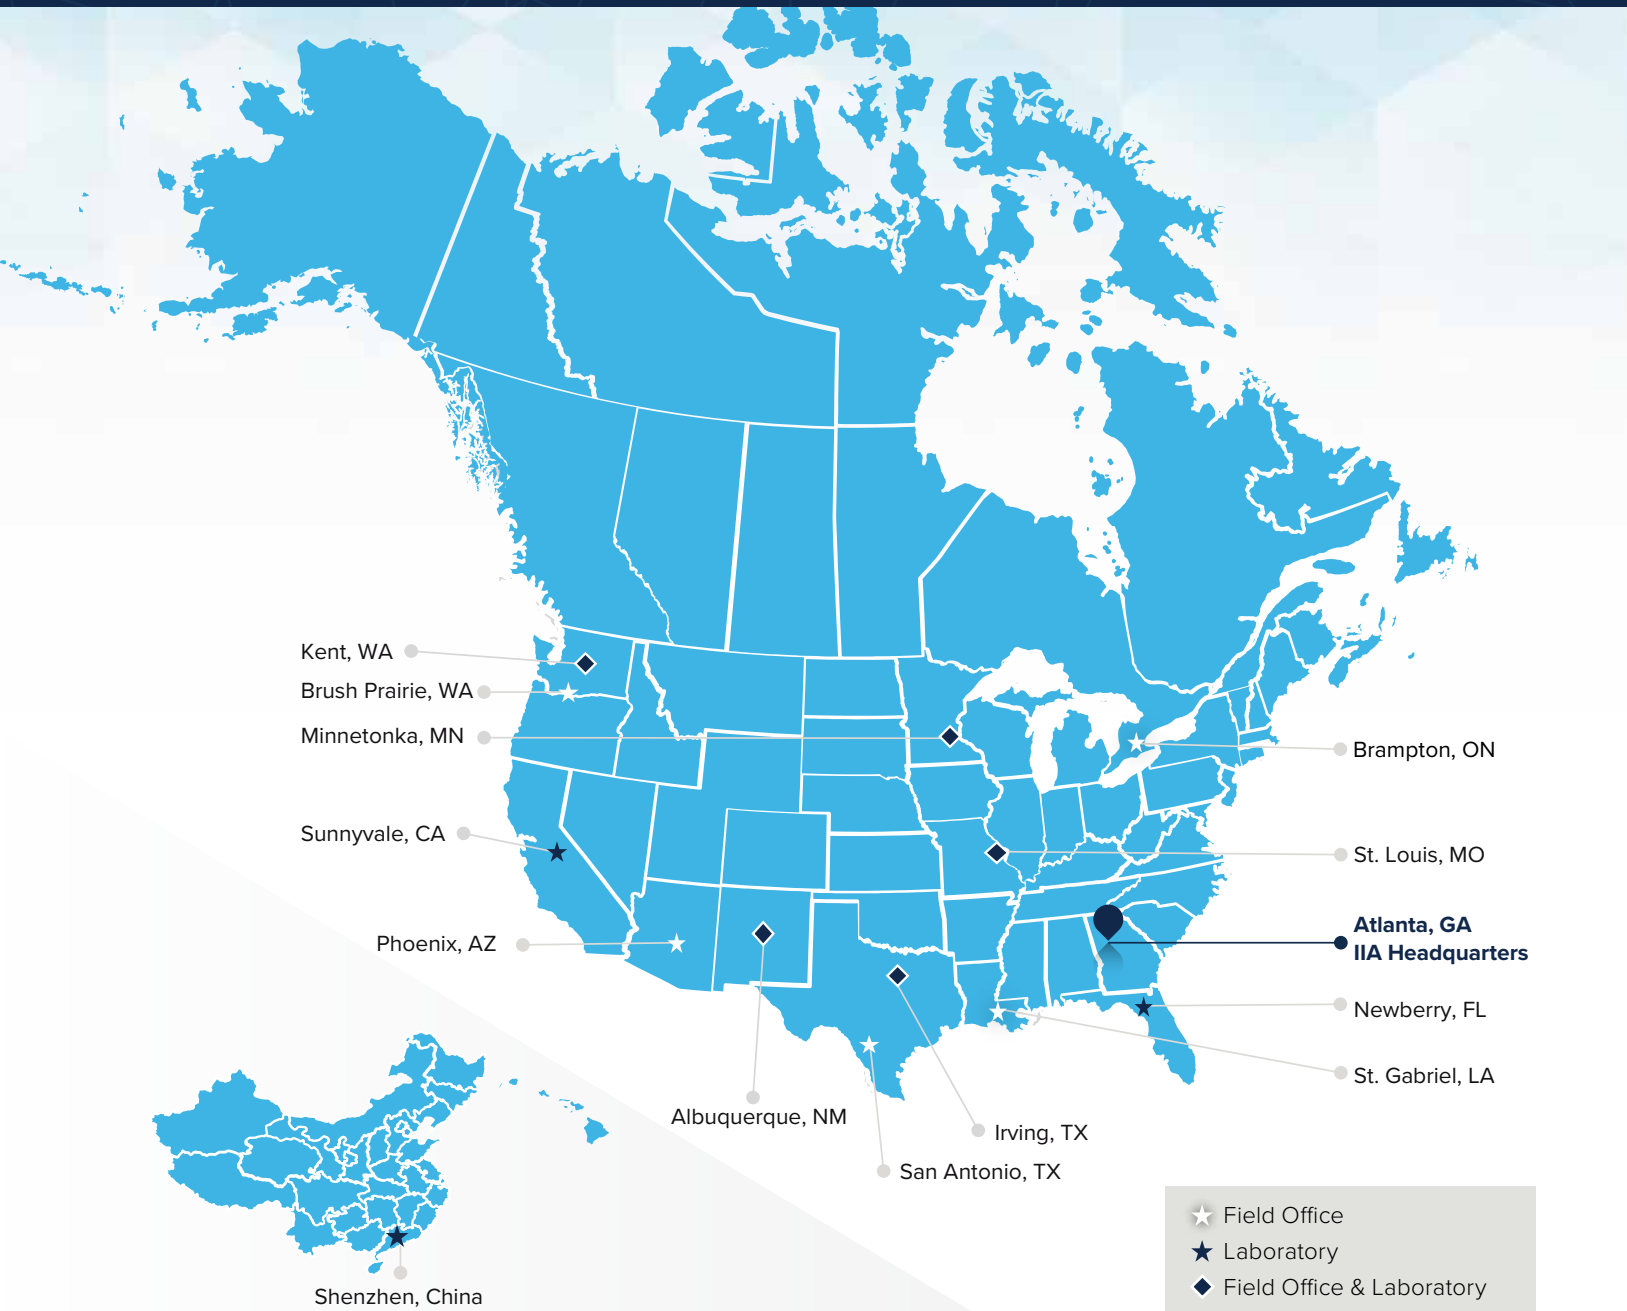 Kent, WA
Brush Prairie, WA
Minnetonka, MN
Brampton, ON
Sunnyvale, CA
St. Louis, MO
Atlanta, GA
IIA Headquarters
Phoenix, AZ
Newberry, FL
St. Gabriel, LA
Albuquerque, NM
Irving, TX
San Antonio, TX
Field Office
Laboratory
Field Office & Laboratory
Shenzhen, China